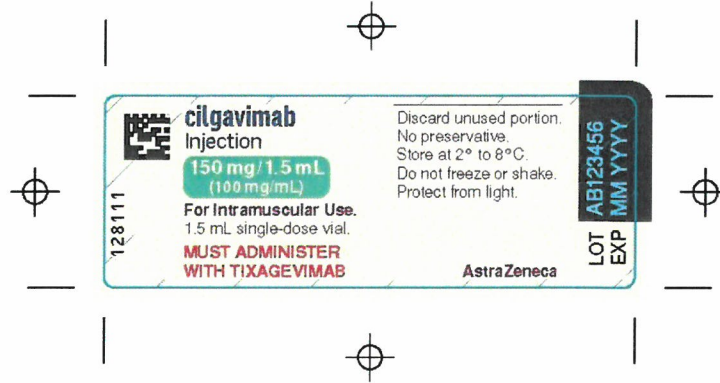 cilgavimab
Injection
150 mg/1.5 mL
(100 mg/mL)
For Intramuscular Use.
1.5 mL single-dose vial.
MUST ADMINISTER
WITH TIXAGEVIMAB
128111
Discard unused portion.
No preservative.
Store at 2° to 8°C.
Do not freeze or shake.
Protect from light.
AstraZeneca
LOT AB123456
EXP MM YYYY